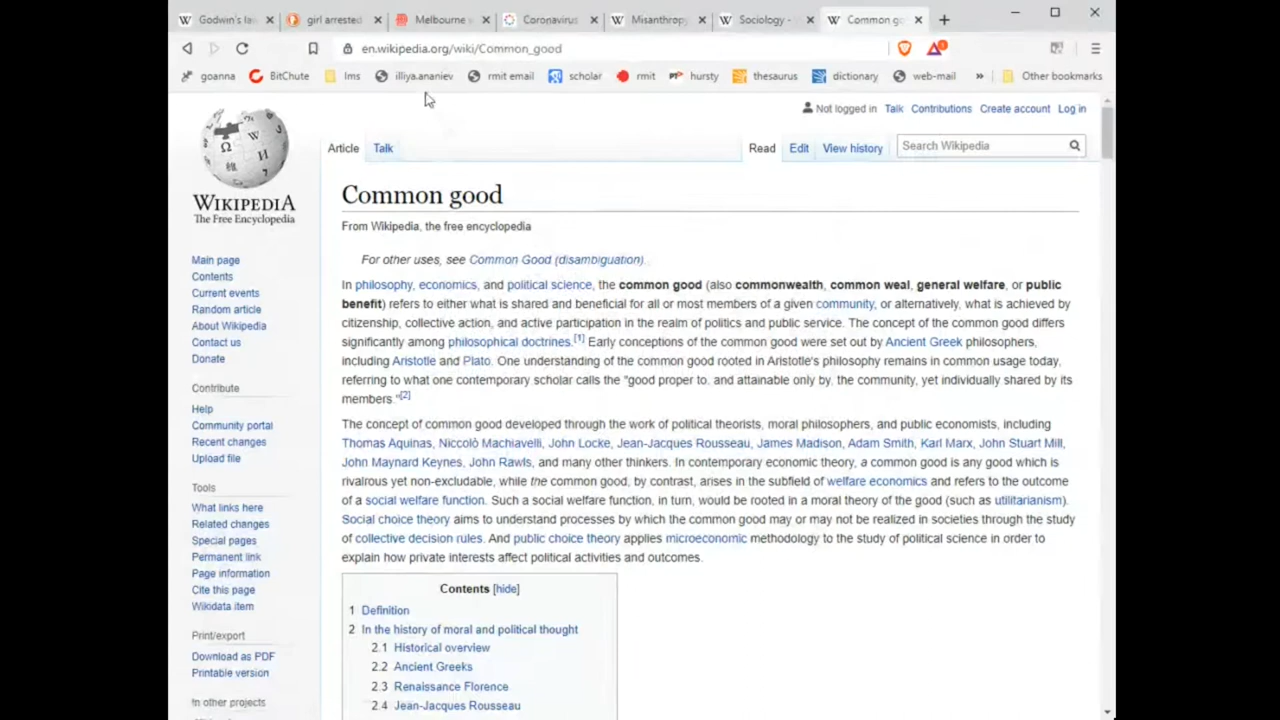 Godwin's la
girl arrested
Melbourne
Coronavirus
Misanthropy
Sociology -
Common go
en.wikipedia.org/wiki/Common_good
1
goanna
BitChute
lms
illiya.ananiev
rmit email
scholar
rmit
hursty
thesaurus
dictionary
web-mail
»
Other bookmarks
Not logged in Talk Contributions Create account Log in
Article Talk
Read Edit View history
Search Wikipedia
WIKIPEDIA
The Free Encyclopedia
Main page
Contents
Current events
Random article
About Wikipedia
Contact us
Donate
Contribute
Help
Community portal
Recent changes
Upload file
Tools
What links here
Related changes
Special pages
Permanent link
Page information
Cite this page
Wikidata item
Print/export
Download as PDF
Printable version
In other projects
Common good
From Wikipedia, the free encyclopedia
For other uses, see Common Good (disambiguation).
In philosophy, economics, and political science, the common good (also commonwealth, common weal, general welfare, or public
benefit) refers to either what is shared and beneficial for all or most members of a given community, or alternatively, what is achieved by
citizenship, collective action, and active participation in the realm of politics and public service. The concept of the common good differs
significantly among philosophical doctrines.[1] Early conceptions of the common good were set out by Ancient Greek philosophers,
including Aristotle and Plato. One understanding of the common good rooted in Aristotle's philosophy remains in common usage today,
referring to what one contemporary scholar calls the "good proper to, and attainable only by, the community, yet individually shared by its
members."[2]
The concept of common good developed through the work of political theorists, moral philosophers, and public economists, including
Thomas Aquinas, Niccolò Machiavelli, John Locke, Jean-Jacques Rousseau, James Madison, Adam Smith, Karl Marx, John Stuart Mill,
John Maynard Keynes, John Rawls, and many other thinkers. In contemporary economic theory, a common good is any good which is
rivalrous yet non-excludable, while the common good, by contrast, arises in the subfield of welfare economics and refers to the outcome
of a social welfare function. Such a social welfare function, in turn, would be rooted in a moral theory of the good (such as utilitarianism).
Social choice theory aims to understand processes by which the common good may or may not be realized in societies through the study
of collective decision rules. And public choice theory applies microeconomic methodology to the study of political science in order to
explain how private interests affect political activities and outcomes.
Contents [hide]
1 Definition
2 In the history of moral and political thought
2.1 Historical overview
2.2 Ancient Greeks
2.3 Renaissance Florence
2.4 Jean-Jacques Rousseau